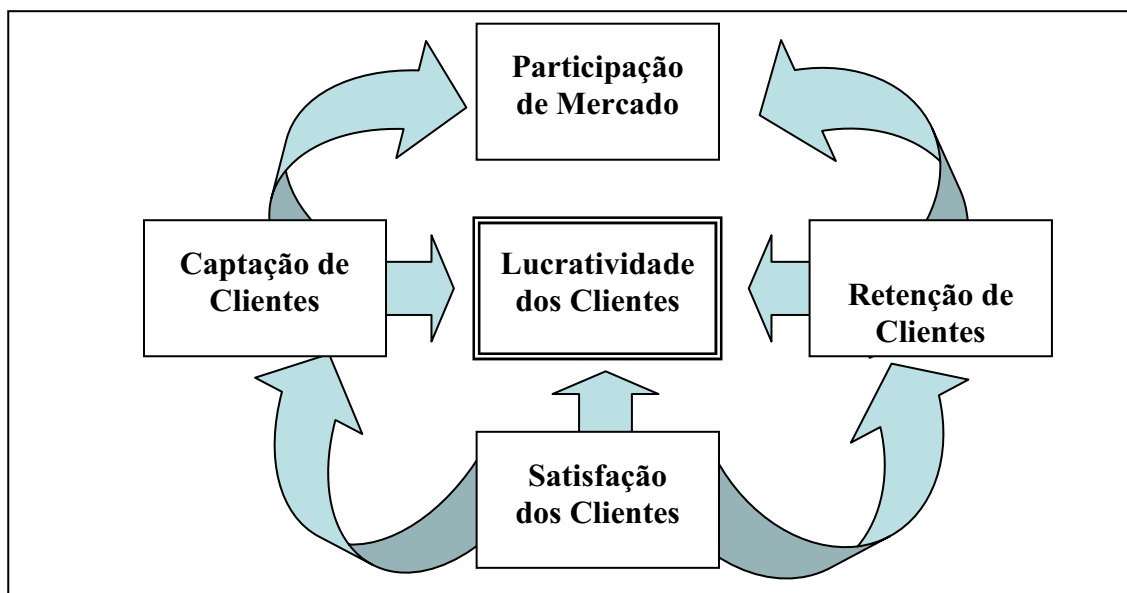 Participação
de Mercado
Captação de
Clientes
Lucratividade
dos Clientes
Retenção de
Clientes
Satisfação
dos Clientes